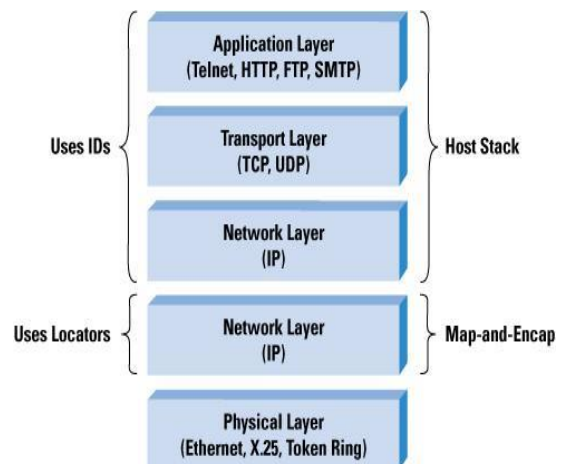 Application Layer
(Telnet, HTTP, FTP, SMTP)
Uses IDs
Transport Layer
(TCP, UDP)
Host Stack
Network Layer
(IP)
Uses Locators
Network Layer
(IP)
Map-and-Encap
Physical Layer
(Ethernet, X.25, Token Ring)